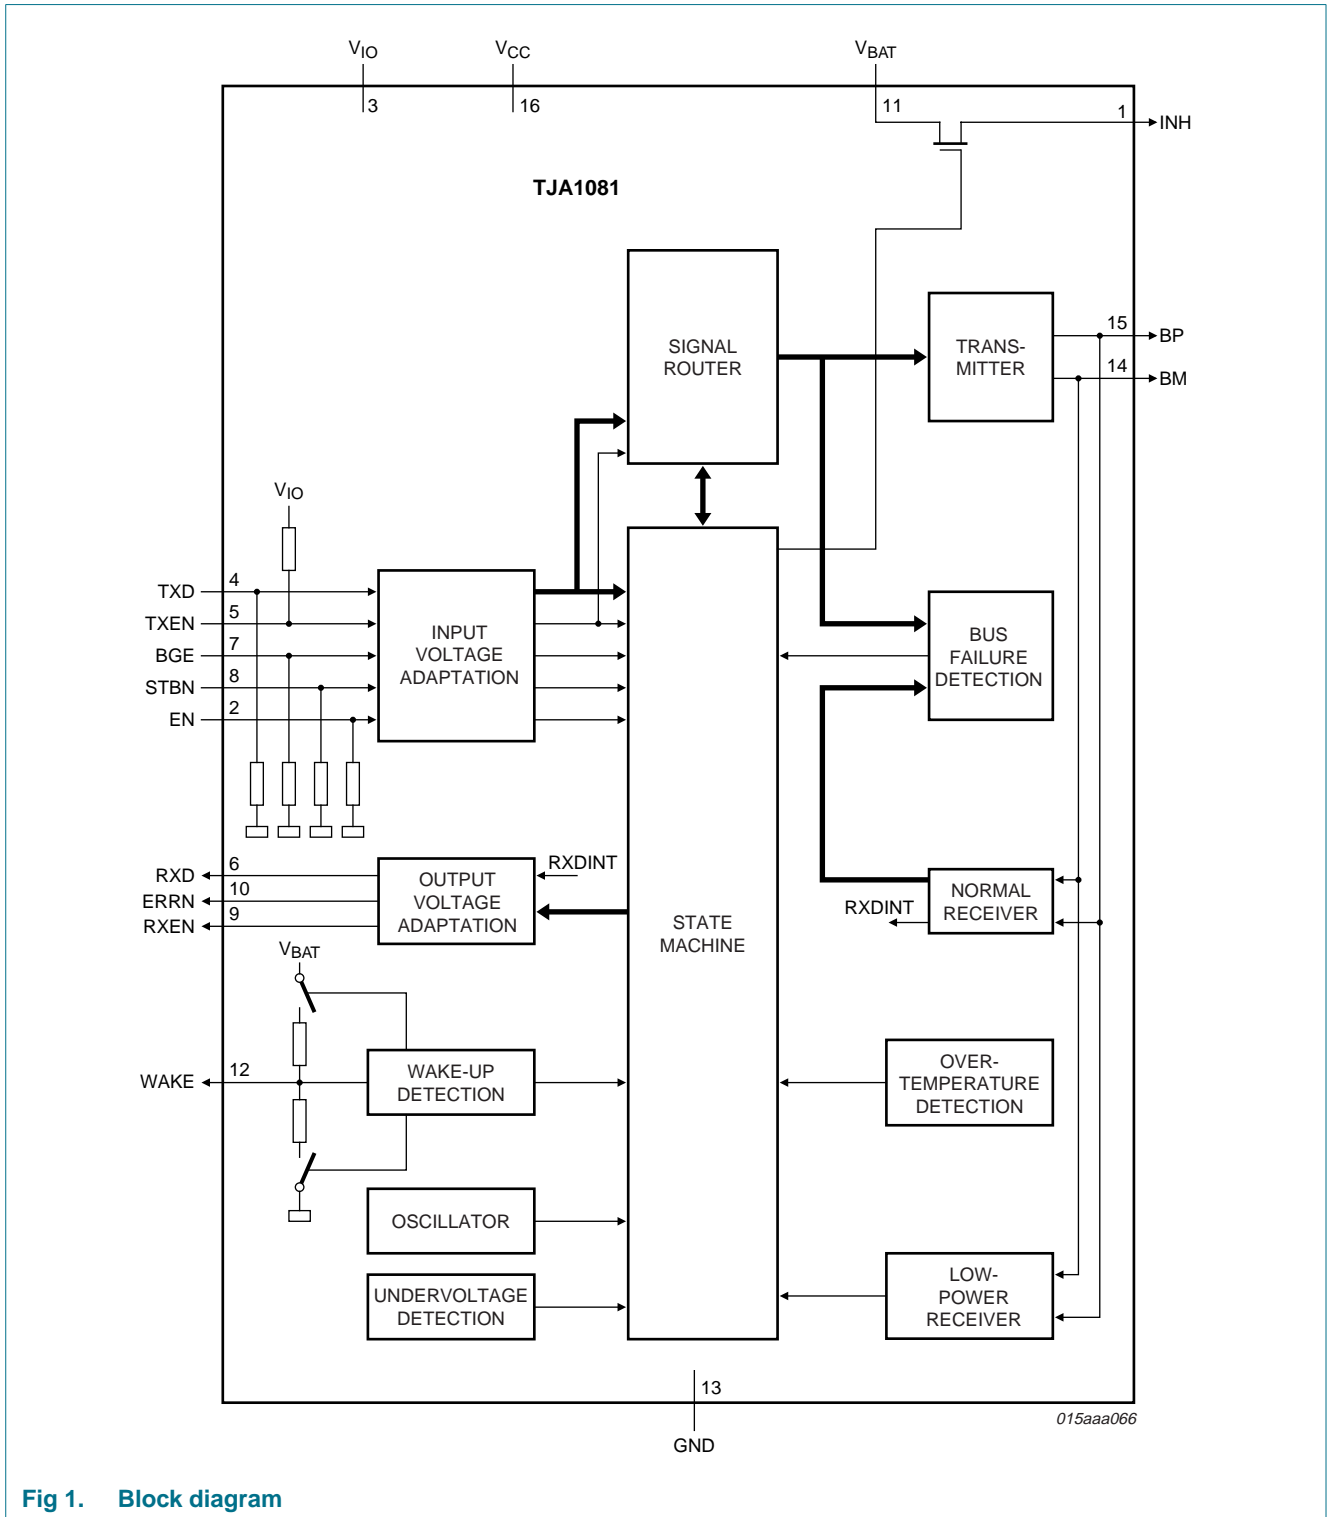 VIO
VCC
VBAT
3
16
11
1
INH
TJA1081
SIGNAL
ROUTER
TRANS-
MITTER
15
BP
14
BM
VIO
TXD
4
TXEN
5
BGE
7
STBN
8
EN
2
INPUT
VOLTAGE
ADAPTATION
BUS
FAILURE
DETECTION
RXD
6
ERRN
10
RXEN
9
OUTPUT
VOLTAGE
ADAPTATION
RXDINT
STATE
MACHINE
RXDINT
NORMAL
RECEIVER
VBAT
WAKE
12
WAKE-UP
DETECTION
OVER-
TEMPERATURE
DETECTION
OSCILLATOR
UNDERVOLTAGE
DETECTION
LOW-
POWER
RECEIVER
13
GND
015aaa066
Fig 1. Block diagram